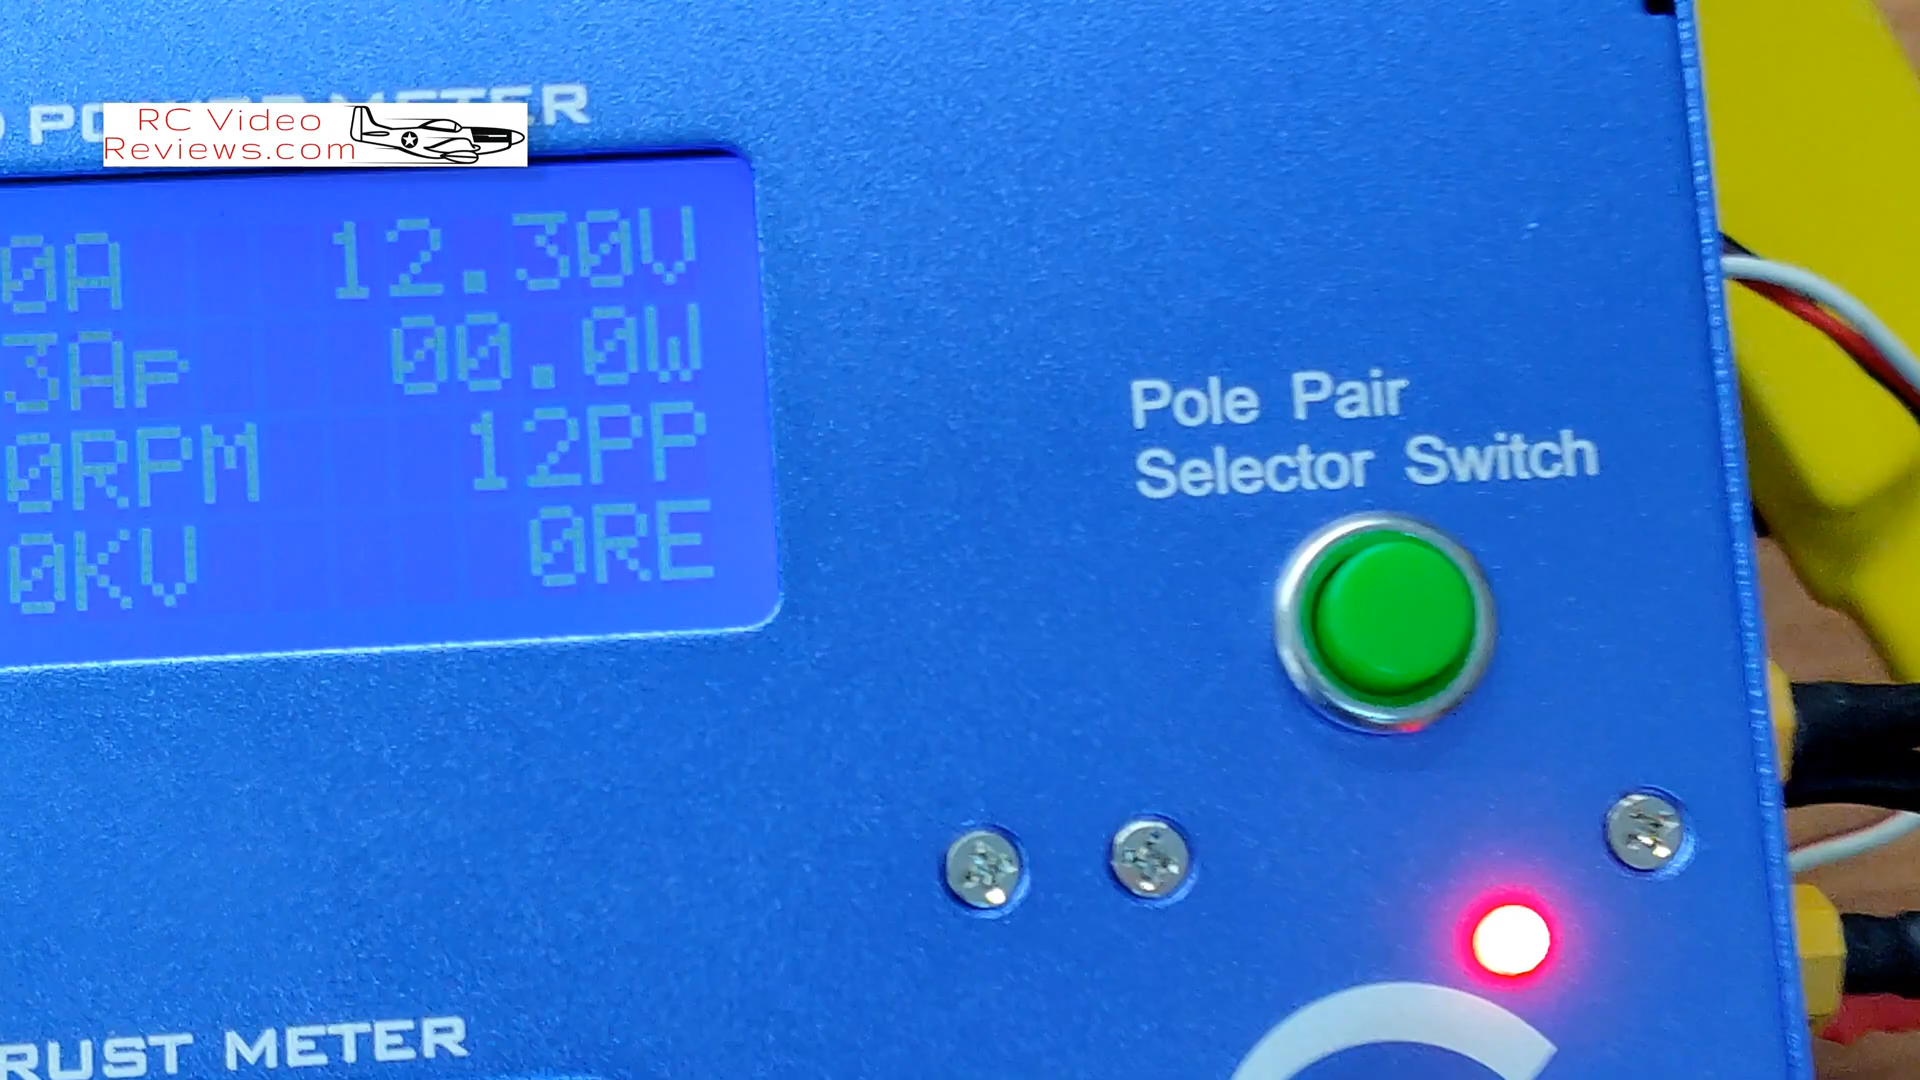 POWER METER
RC Video
Reviews.com
0A 12.30V
3Ap 00.0W
0RPM 12PP
0KV 0RE
Pole Pair
Selector Switch
RUST METER